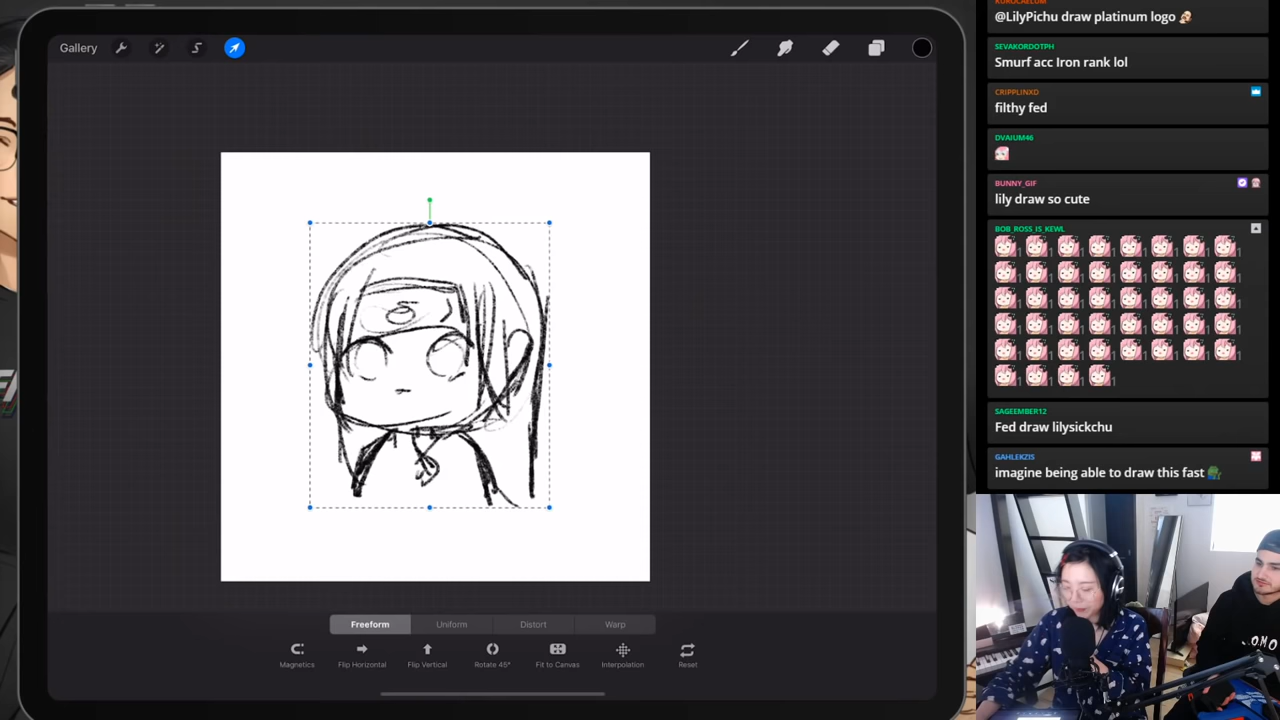 Gallery
Freeform
Uniform
Distort
Warp
Magnetics
Flip Horizontal
Flip Vertical
Rotate 45°
Fit to Canvas
Interpolation
Reset
@LilyPichu draw platinum logo
SEVAKORDOTPH
Smurf acc Iron rank lol
CRIPPLINXD
filthy fed
DVAIUM46
BUNNY_GIF
lily draw so cute
BOB_ROSS_IS_KEWL
SAGEEMBER12
Fed draw lilysickchu
GAHLEKZIS
imagine being able to draw this fast